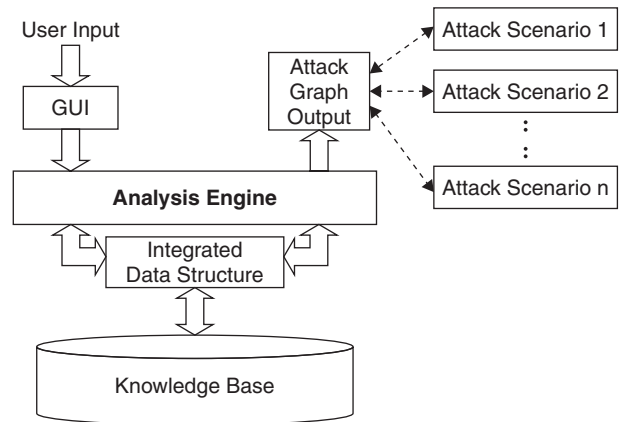 User Input
GUI
Attack
Graph
Output
Attack Scenario 1
Attack Scenario 2
Attack Scenario n
Analysis Engine
Integrated
Data Structure
Knowledge Base